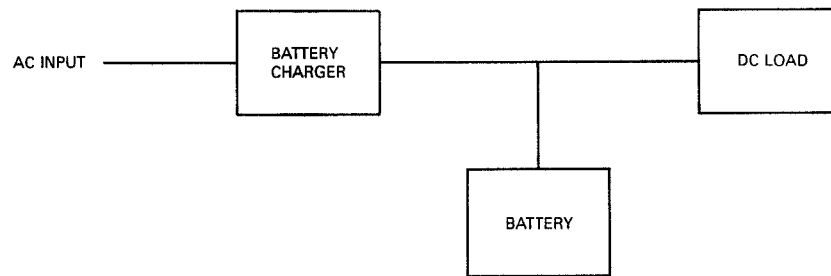 AC INPUT
BATTERY
CHARGER
DC LOAD
BATTERY